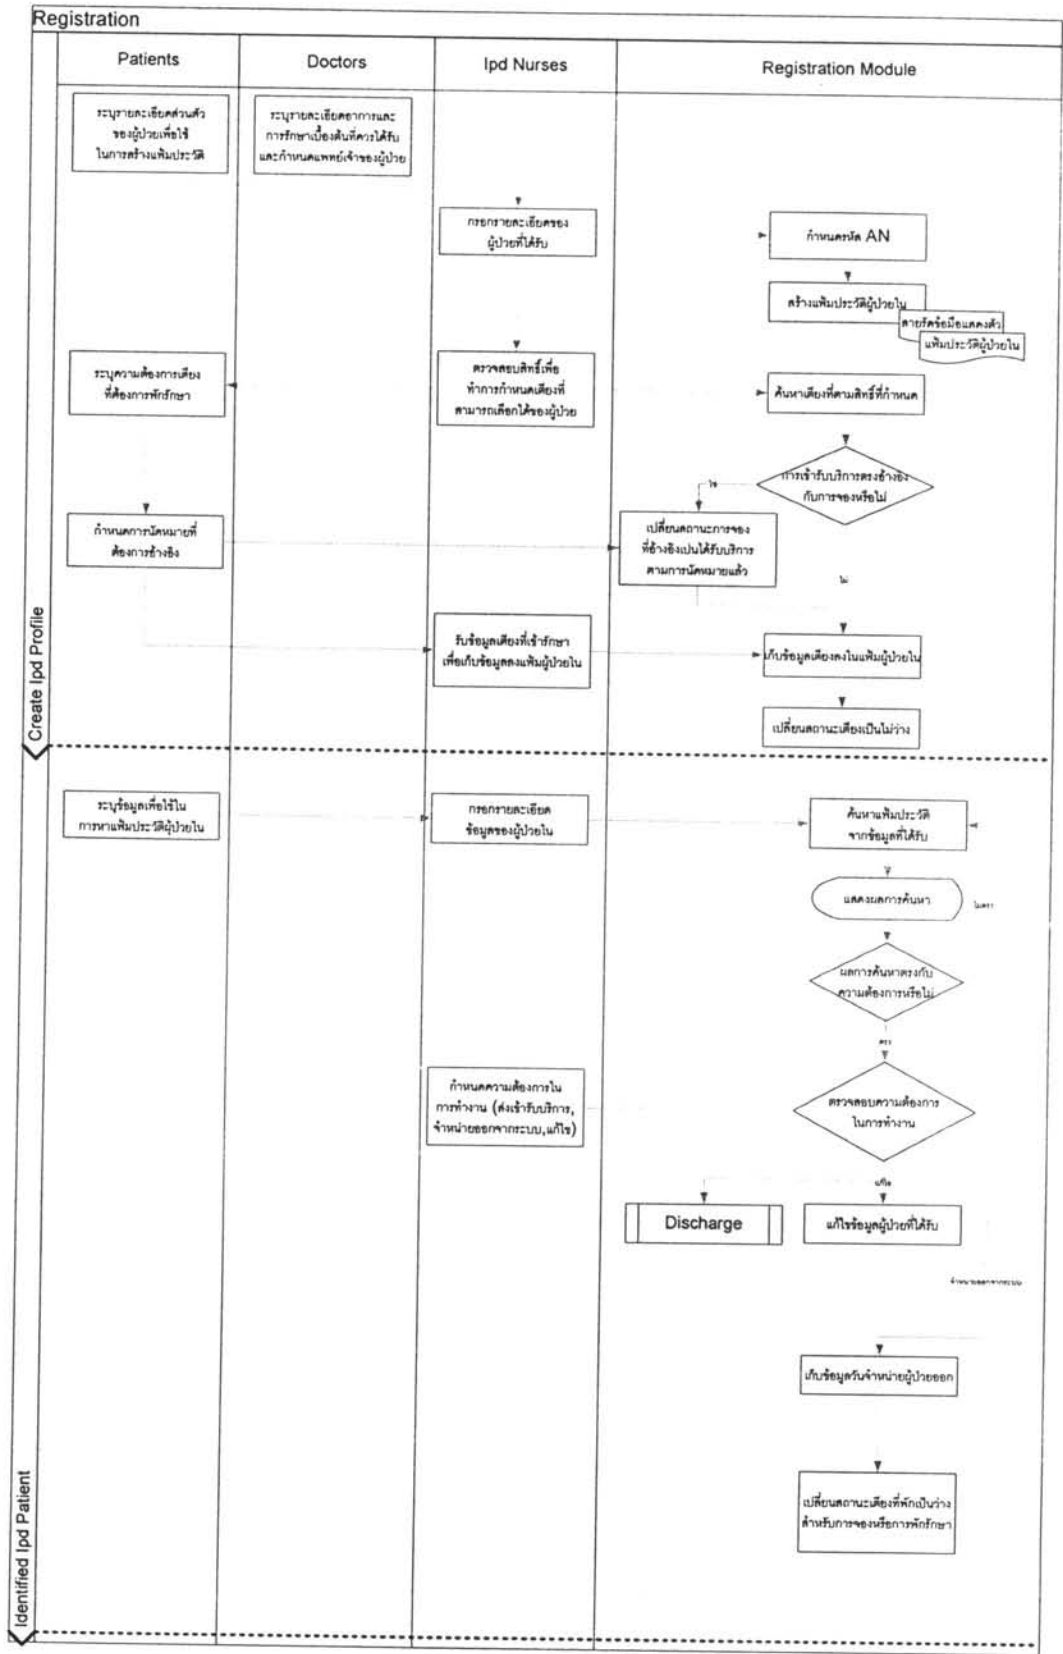 Registration
Patients
Doctors
Ipd Nurses
Registration Module
ระบุรายละเอียดส่วนตัว
ของผู้ป่วยเพื่อใช้
ในการสร้างแฟ้มประวัติ
ระบุรายละเอียดอาการและ
การรักษาเบื้องต้นที่ควรได้รับ
และกำหนดแพทย์เจ้าของผู้ป่วย
กรอกรายละเอียดของ
ผู้ป่วยที่ได้รับ
กำหนดรหัส AN
สร้างแฟ้มประวัติผู้ป่วยใน
สายรัดข้อมือแสดงตัว
แฟ้มประวัติผู้ป่วยใน
ระบุความต้องการเตียง
ที่ต้องการพักรักษา
ตรวจสอบสิทธิ์เพื่อ
ทำการกำหนดเตียงที่
สามารถเลือกได้ของผู้ป่วย
ค้นหาเตียงที่ตามสิทธิ์ที่กำหนด
การเข้ารับบริการตรงอ้างอิง
กับการจองหรือไม่
ใช่
กำหนดการนัดหมายที่
ต้องการอ้างอิง
เปลี่ยนสถานะการจอง
ที่อ้างอิงเป็นได้รับบริการ
ตามการนัดหมายแล้ว
ไม่
รับข้อมูลเตียงที่เข้ารักษา
เพื่อเก็บข้อมูลลงแฟ้มผู้ป่วยใน
เก็บข้อมูลเตียงลงในแฟ้มผู้ป่วยใน
เปลี่ยนสถานะเตียงเป็นไม่ว่าง
Create Ipd Profile
ระบุข้อมูลเพื่อใช้ใน
การหาแฟ้มประวัติผู้ป่วยใน
กรอกรายละเอียด
ข้อมูลของผู้ป่วยใน
ค้นหาแฟ้มประวัติ
จากข้อมูลที่ได้รับ
แสดงผลการค้นหา
ไม่ตรง
ผลการค้นหาตรงกับ
ความต้องการหรือไม่
ตรง
กำหนดความต้องการใน
การทำงาน (ส่งเข้ารับบริการ,
จำหน่ายออกจากระบบ,แก้ไข)
ตรวจสอบความต้องการ
ในการทำงาน
แก้ไข
Discharge
แก้ไขข้อมูลผู้ป่วยที่ได้รับ
จำหน่ายออกจากระบบ
เก็บข้อมูลวันจำหน่ายผู้ป่วยออก
เปลี่ยนสถานะเตียงที่พักเป็นว่าง
สำหรับการจองหรือการพักรักษา
Identified Ipd Patient